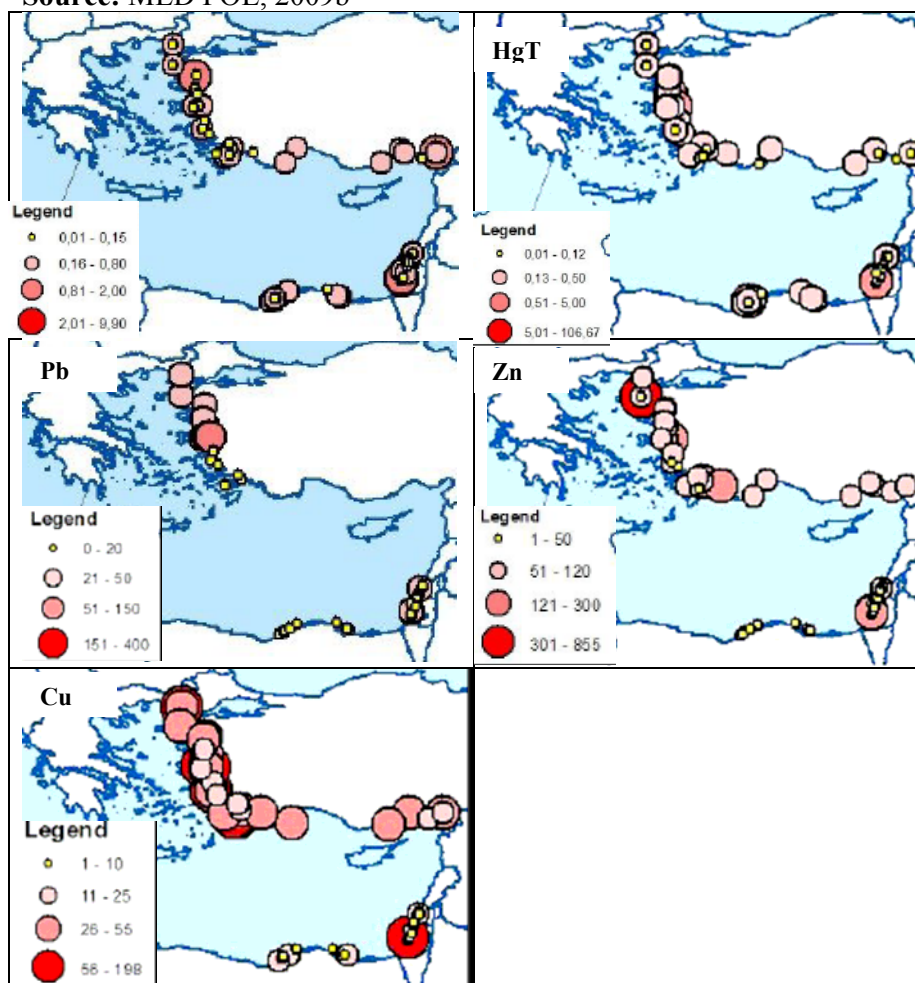 Source: MED POL, 2009b
Legend
0,01 - 0,15
0,16 - 0,80
0,81 - 2,00
2,01 - 9,90
HgT
Legend
0,01 - 0,12
0,13 - 0,50
0,51 - 5,00
5,01 - 106,67
Pb
Legend
0 - 20
21 - 50
51 - 150
151 - 400
Zn
Legend
1 - 50
51 - 120
121 - 300
301 - 855
Cu
Legend
1 - 10
11 - 25
26 - 55
56 - 198